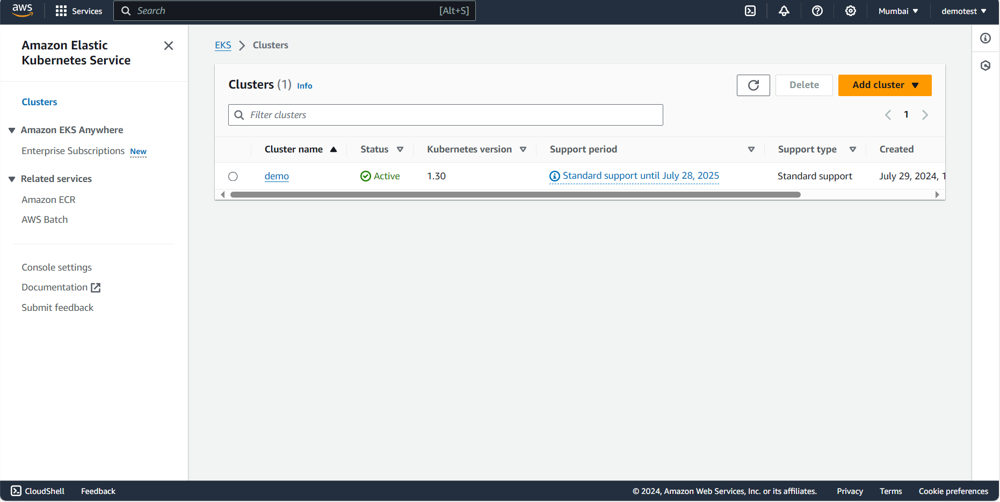 aws Services Search [Alt+S] Mumbai demotest
Amazon Elastic
Kubernetes Service
Clusters
Amazon EKS Anywhere
Enterprise Subscriptions New
Related services
Amazon ECR
AWS Batch
Console settings
Documentation
Submit feedback
EKS Clusters
Clusters (1) Info Delete Add cluster
Filter clusters 1
Cluster name Status Kubernetes version Support period Support type Created
demo Active 1.30 Standard support until July 28, 2025 Standard support July 29, 2024, 1
CloudShell Feedback © 2024, Amazon Web Services, Inc. or its affiliates. Privacy Terms Cookie preferences